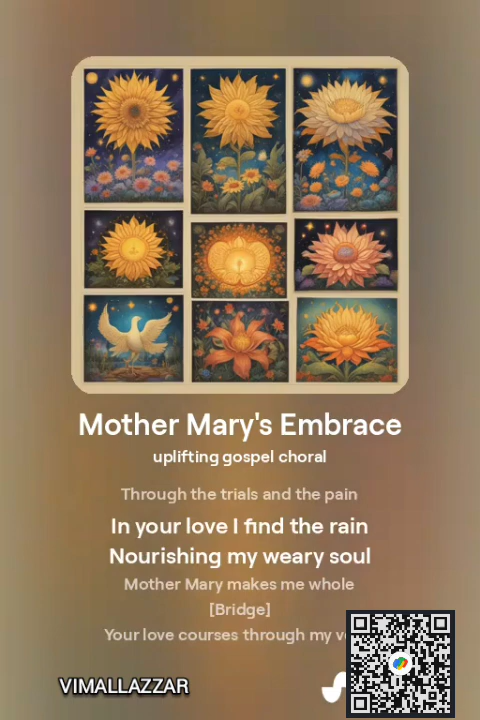 Mother Mary's Embrace
uplifting gospel choral
Through the trials and the pain
In your love I find the rain
Nourishing my weary soul
Mother Mary makes me whole
[Bridge]
Your love courses through my
VIMALLAZZAR